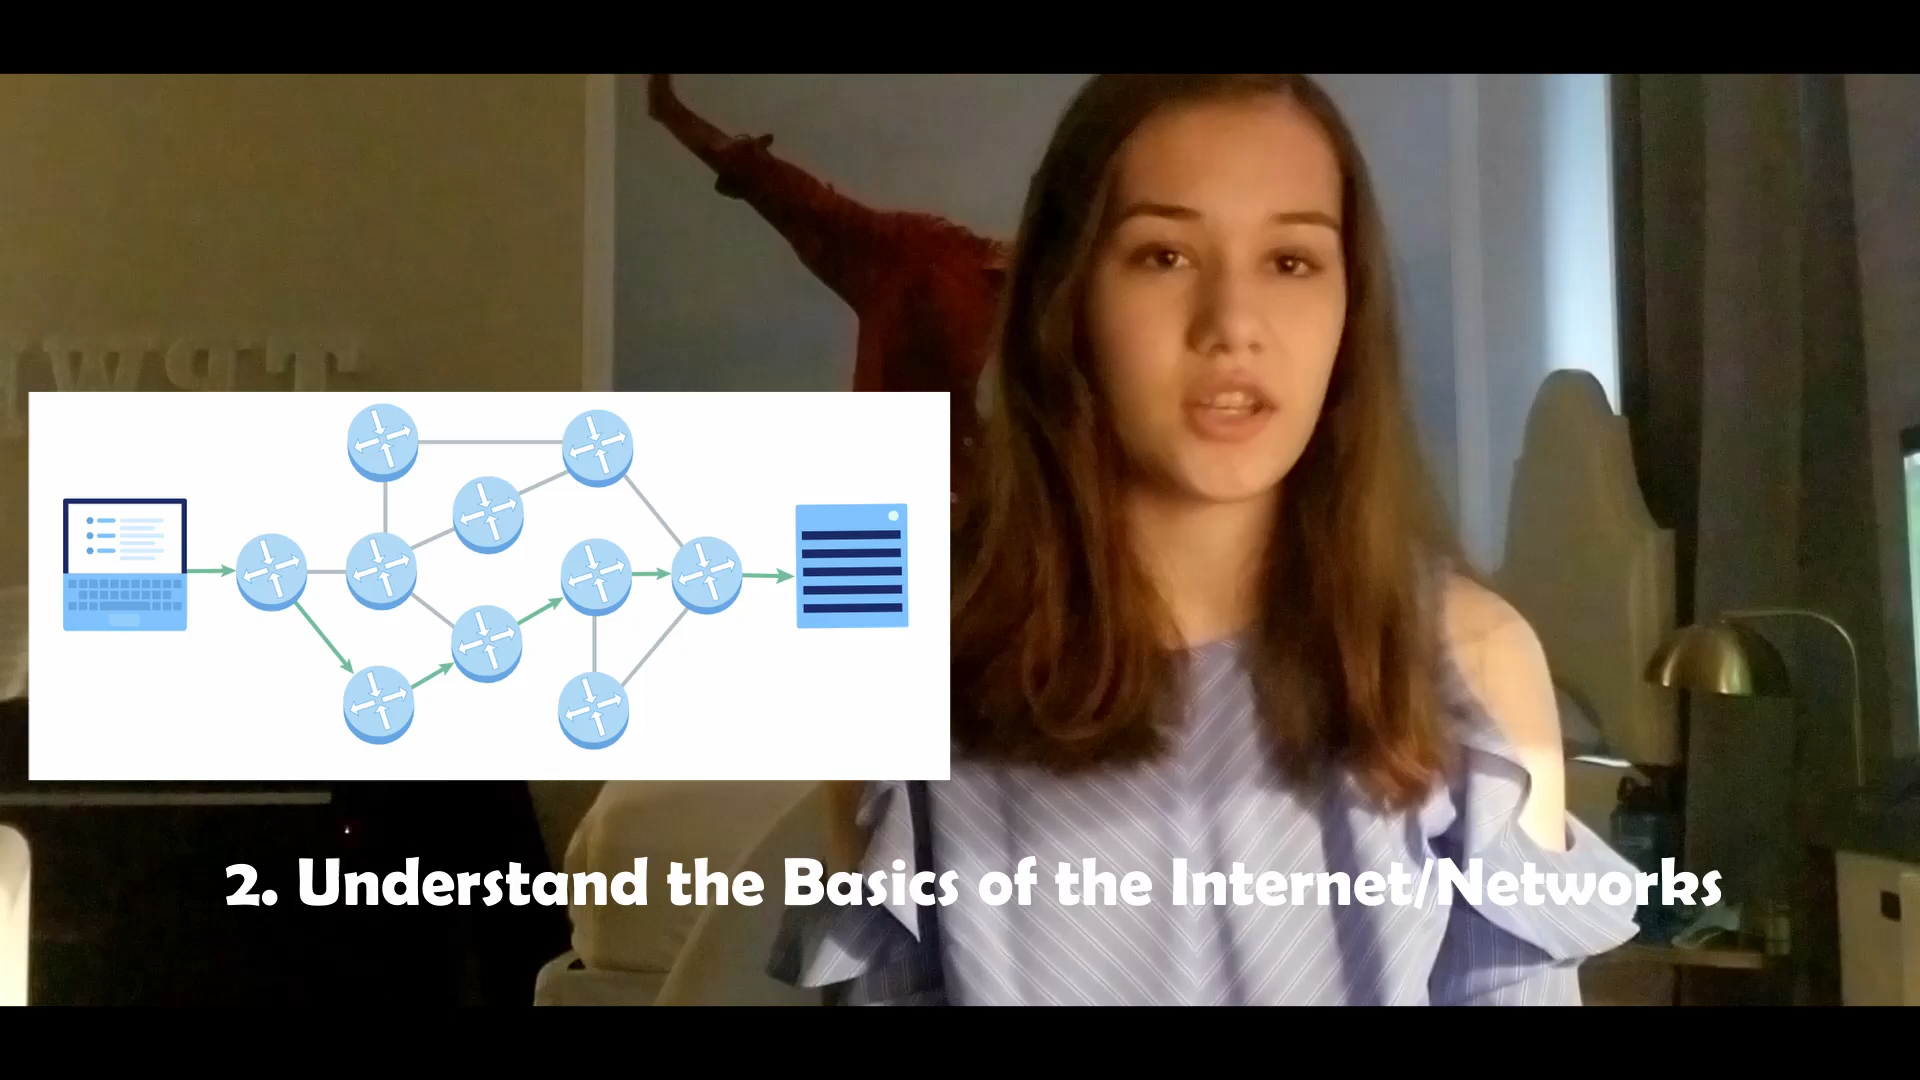 2. Understand the Basics of the Internet/Networks